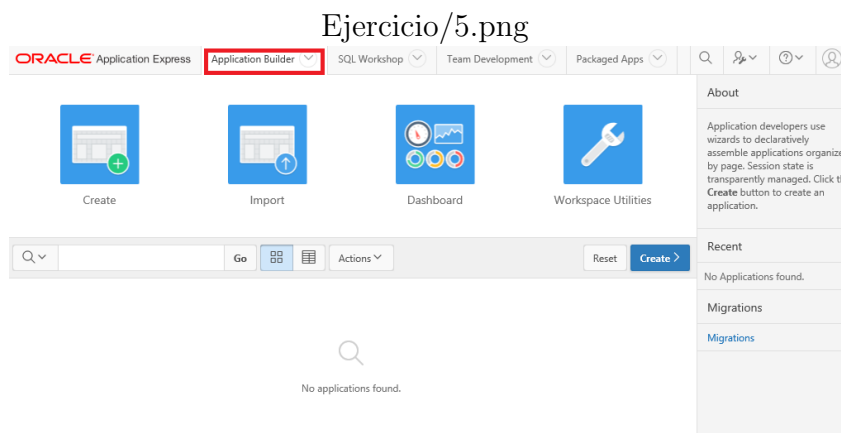 Ejercicio/5.png
ORACLE Application Express Application Builder SQL Workshop Team Development Packaged Apps
About
Application developers use
wizards to declaratively
assemble applications organize
by page. Session state is
transparently managed. Click t
Create button to create an
application.
Create Import Dashboard Workspace Utilities
Go Actions Reset Create >
Recent
No Applications found.
Migrations
Migrations
No applications found.